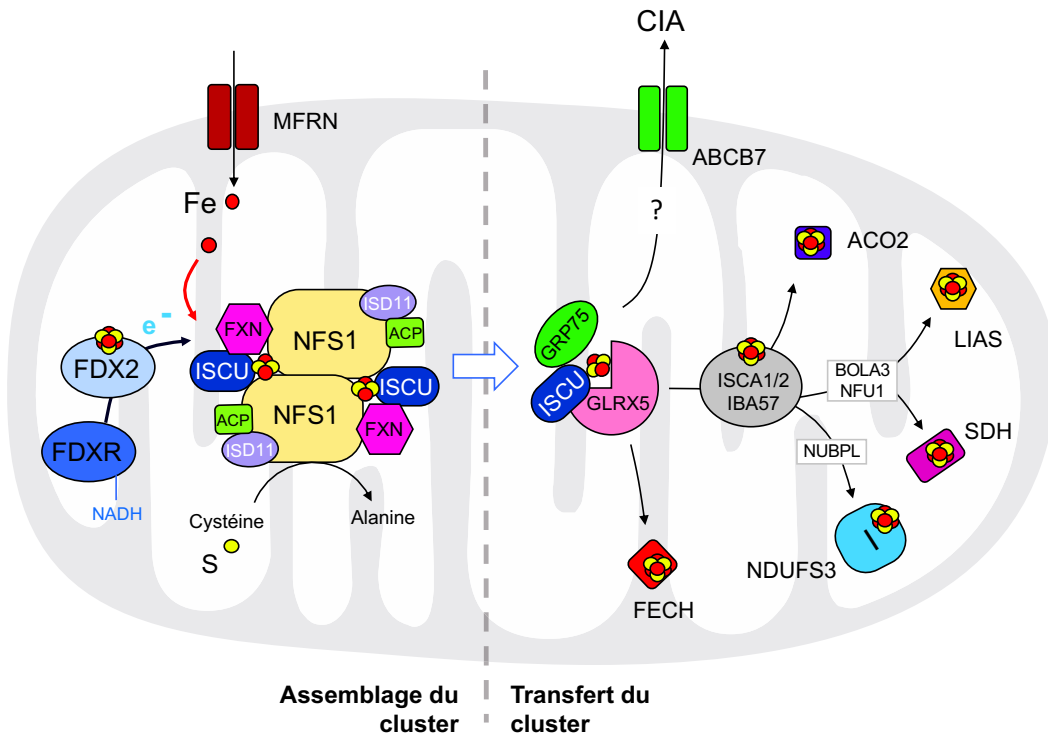 CIA
MFRN
ABCB7
Fe
?
ACO2
e-
FXN
NFS1
ISD11
ACP
FDX2
ISCU
ISCU
GRP75
LIAS
ISCA1/2
IBA57
BOLA3
NFU1
ISCU
GLRX5
ACP
NFS1
FXN
ISD11
FDXR
SDH
NUBPL
NADH
Cystéine
Alanine
S
I
NDUFS3
FECH
Assemblage du
cluster
Transfert du
cluster